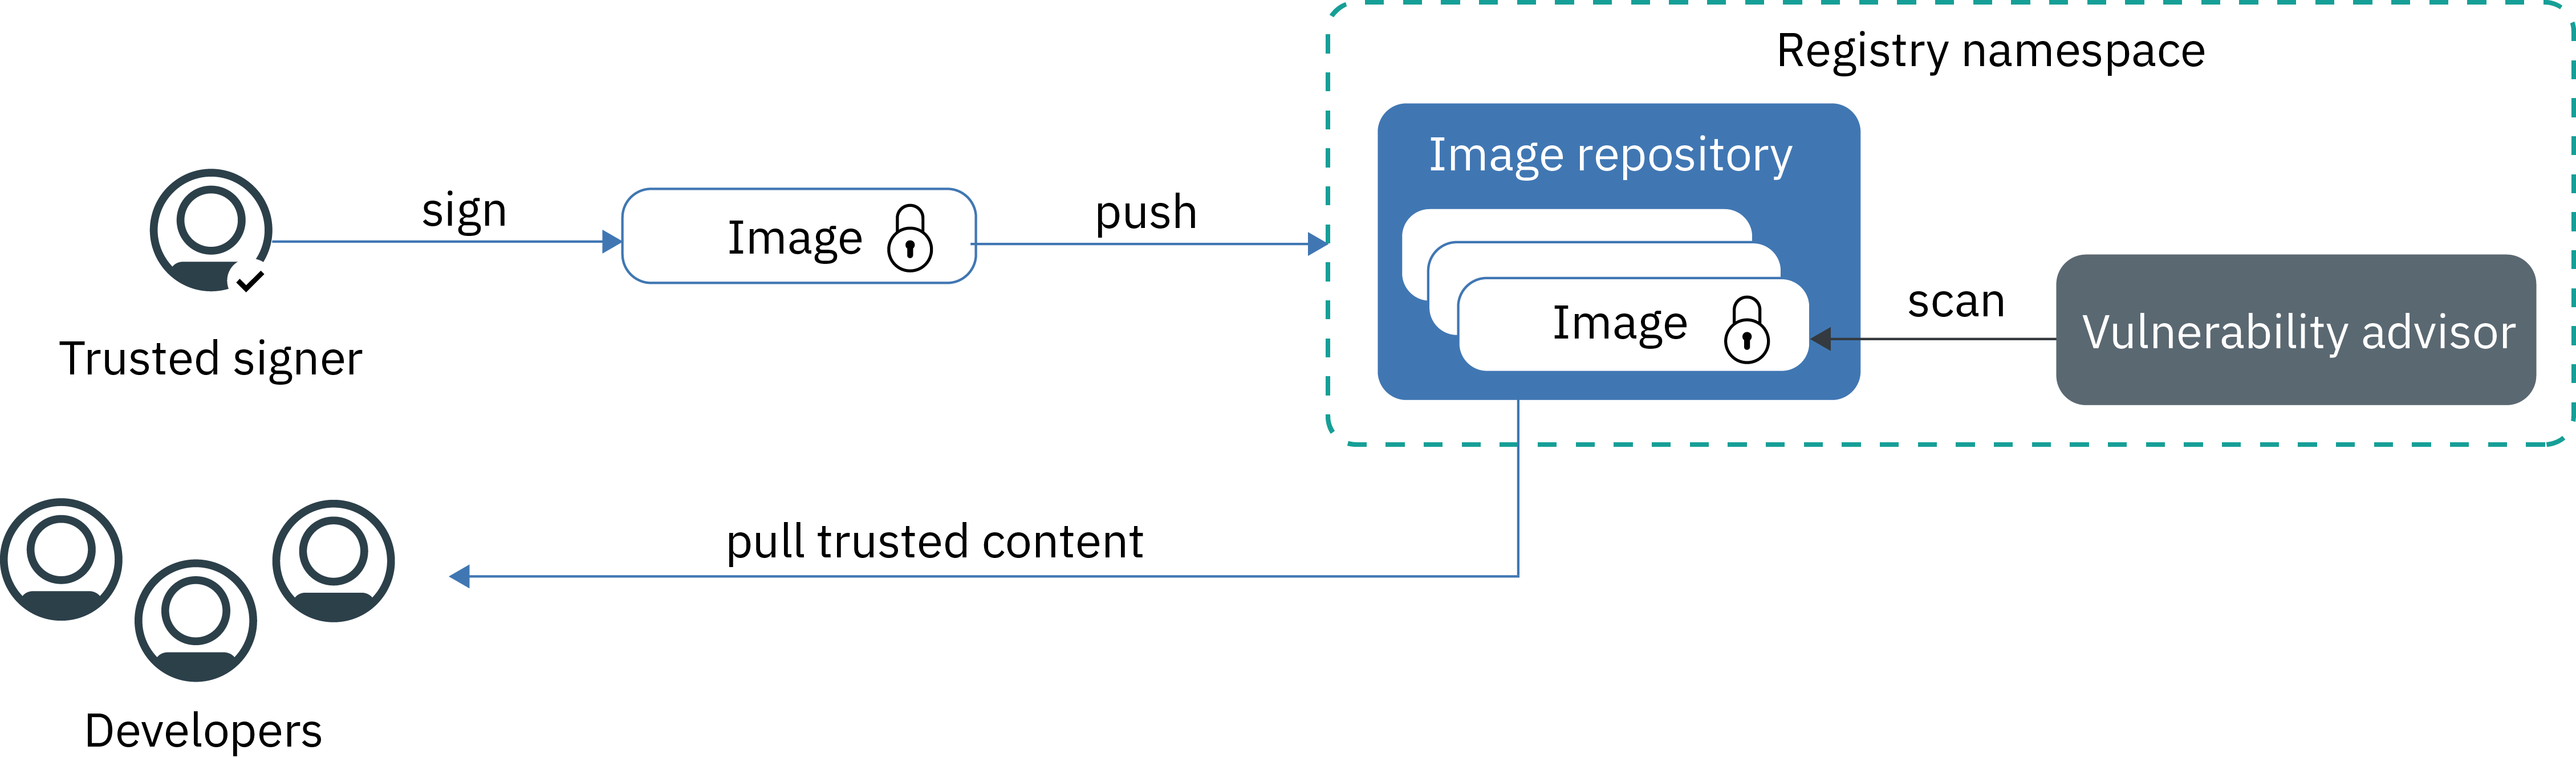 Registry namespace
Image repository
sign
Image
push
Image
scan
Vulnerability advisor
Trusted signer
pull trusted content
Developers